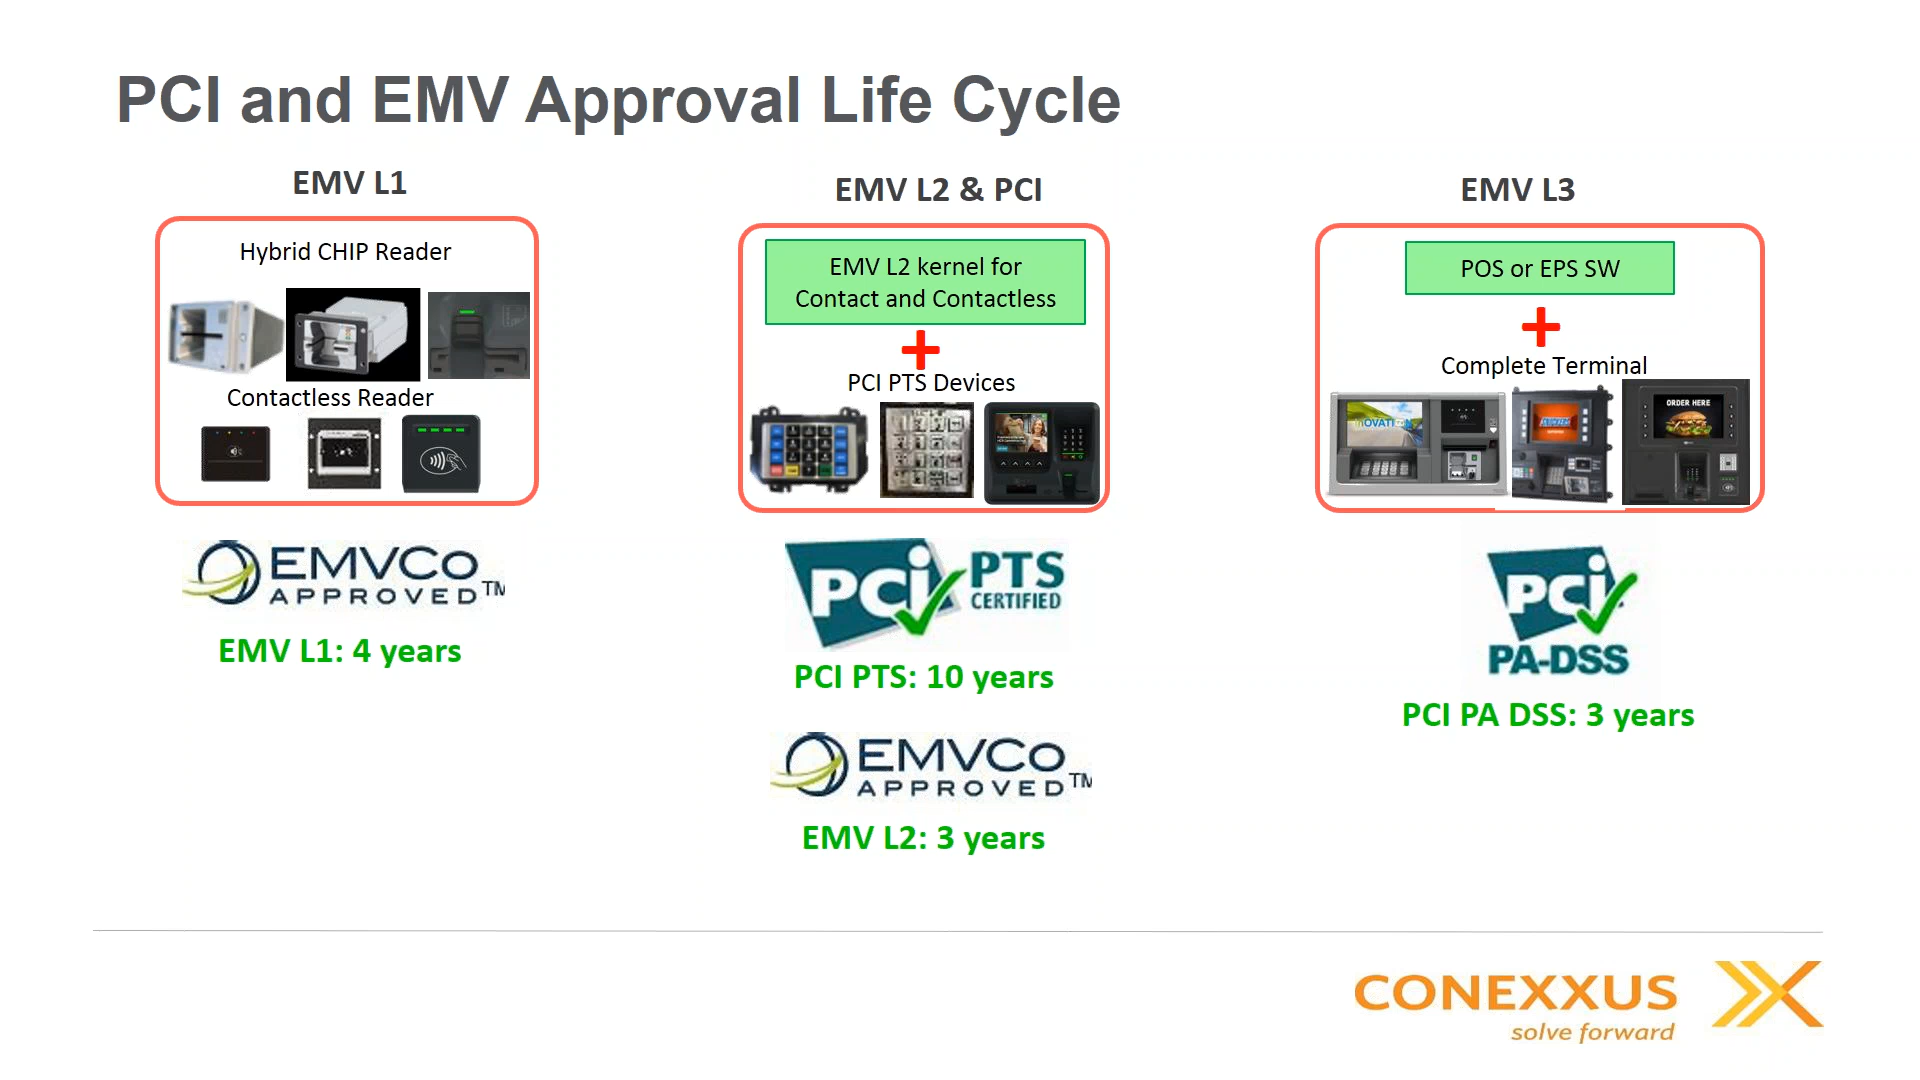 PCI and EMV Approval Life Cycle
EMV L1
Hybrid CHIP Reader
Contactless Reader
EMVCo
APPROVED™
EMV L1: 4 years
EMV L2 & PCI
EMV L2 kernel for
Contact and Contactless
+
PCI PTS Devices
PCi PTS
CERTIFIED
PCI PTS: 10 years
EMVCo
APPROVED™
EMV L2: 3 years
EMV L3
POS or EPS SW
+
Complete Terminal
ORDER HERE
PCi
PA-DSS
PCI PA DSS: 3 years
CONEXXUS
solve forward